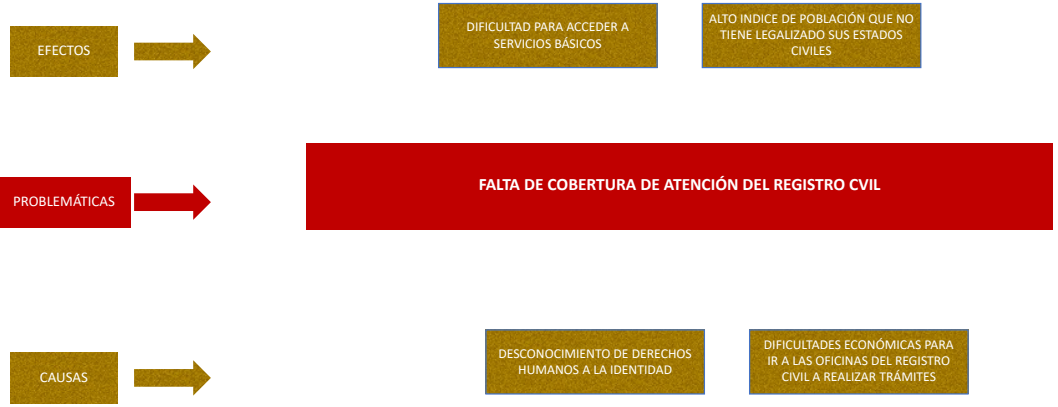 EFECTOS
DIFICULTAD PARA ACCEDER A
SERVICIOS BÁSICOS
ALTO INDICE DE POBLACIÓN QUE NO
TIENE LEGALIZADO SUS ESTADOS
CIVILES
PROBLEMÁTICAS
FALTA DE COBERTURA DE ATENCIÓN DEL REGISTRO CVIL
CAUSAS
DESCONOCIMIENTO DE DERECHOS
HUMANOS A LA IDENTIDAD
DIFICULTADES ECONÓMICAS PARA
IR A LAS OFICINAS DEL REGISTRO
CIVIL A REALIZAR TRÁMITES